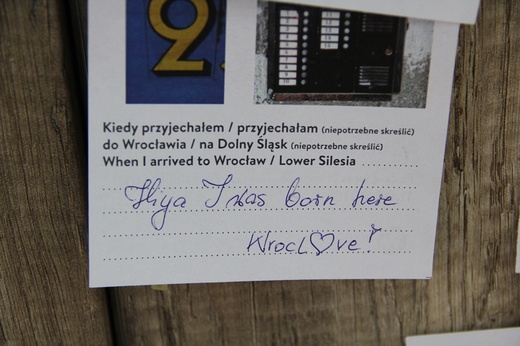 2
Kiedy przyjechałem / przyjechałam (niepotrzebne skreślić)
do Wrocławia / na Dolny Śląsk (niepotrzebne skreślić)
When I arrived to Wrocław / Lower Silesia ..........
Hiya I was born here
Wrocl♡ve!